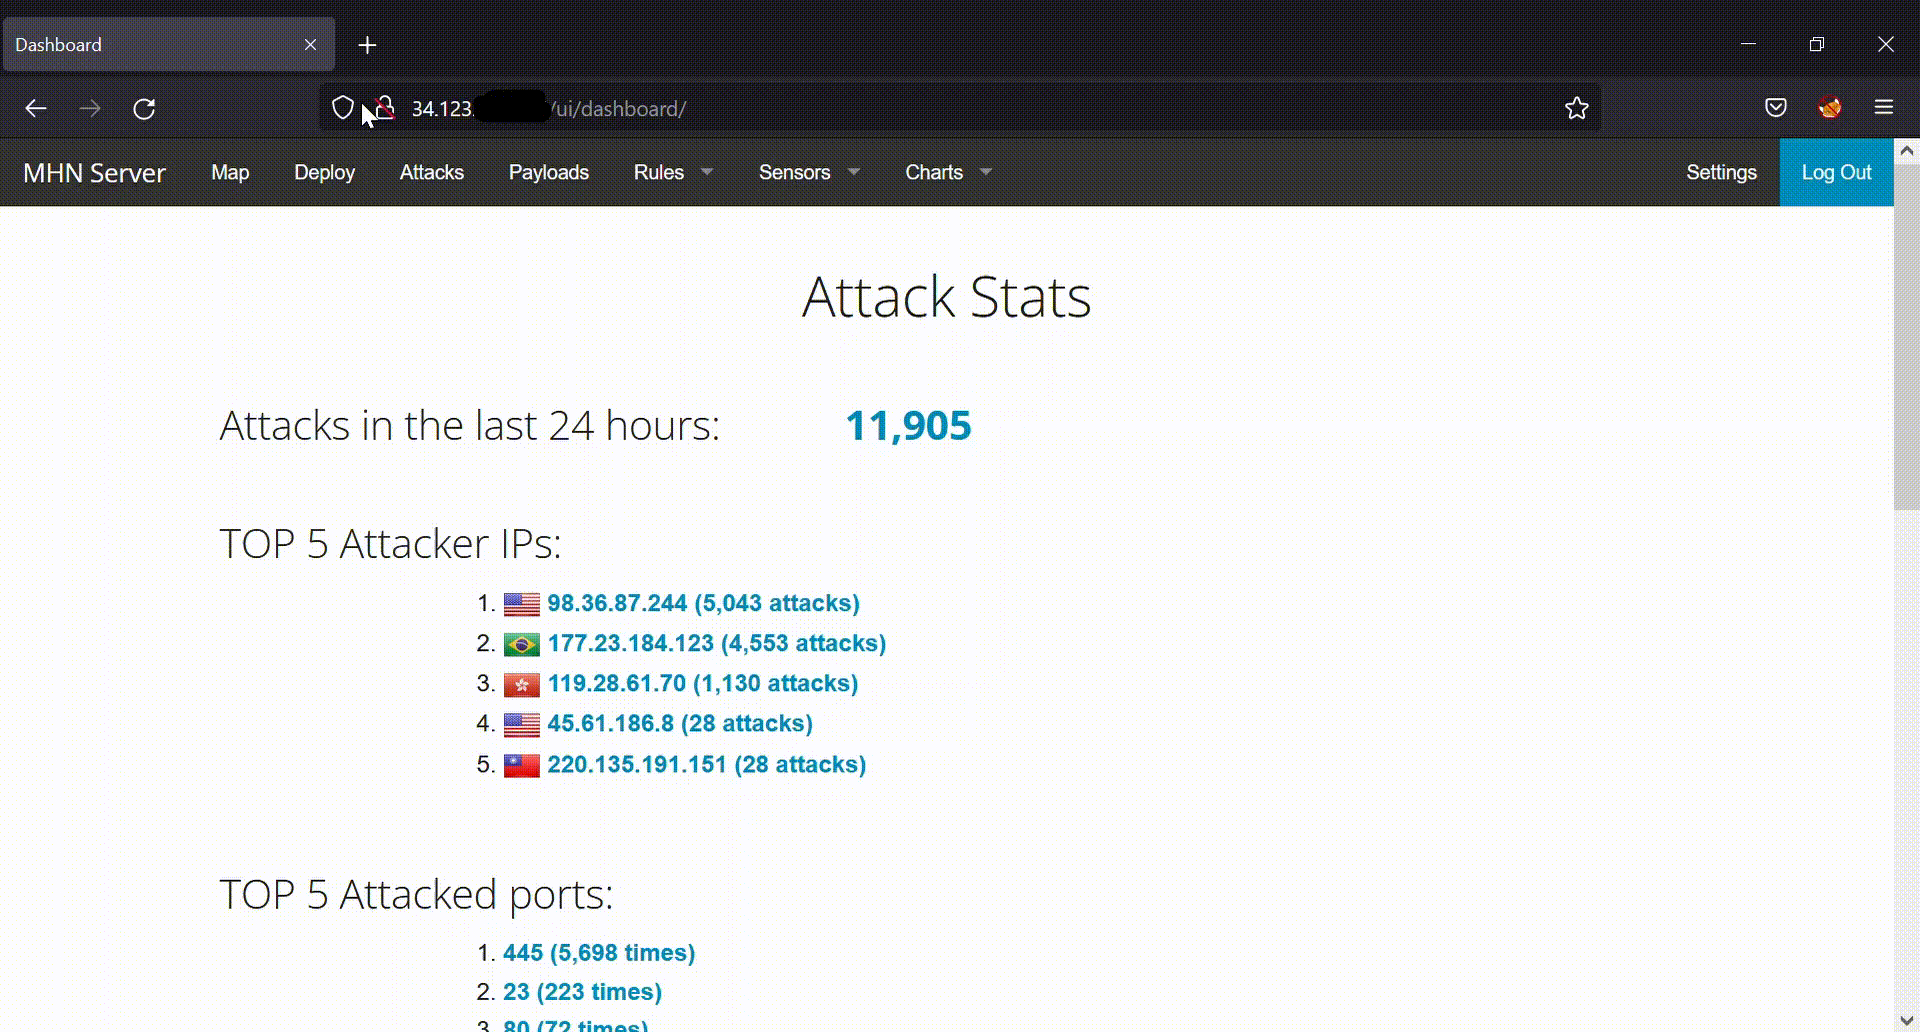 Dashboard
34.123. /ui/dashboard/
MHN Server Map Deploy Attacks Payloads Rules Sensors Charts Settings Log Out
Attack Stats
Attacks in the last 24 hours: 11,905
TOP 5 Attacker IPs:
1. 98.36.87.244 (5,043 attacks)
2. 177.23.184.123 (4,553 attacks)
3. 119.28.61.70 (1,130 attacks)
4. 45.61.186.8 (28 attacks)
5. 220.135.191.151 (28 attacks)
TOP 5 Attacked ports:
1. 445 (5,698 times)
2. 23 (223 times)
3. 80 (72 times)